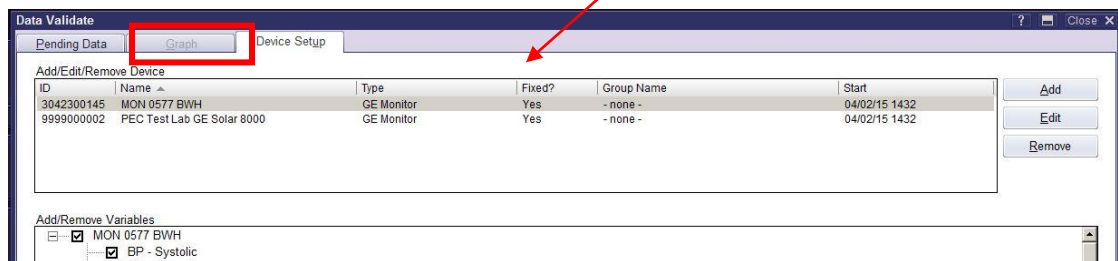 Data Validate ? Close X
Pending Data Graph Device Setup
Add/Edit/Remove Device
ID Name Type Fixed? Group Name Start
3042300145 MON 0577 BWH GE Monitor Yes - none - 04/02/15 1432
9999000002 PEC Test Lab GE Solar 8000 GE Monitor Yes - none - 04/02/15 1432
Add
Edit
Remove
Add/Remove Variables
MON 0577 BWH
BP - Systolic